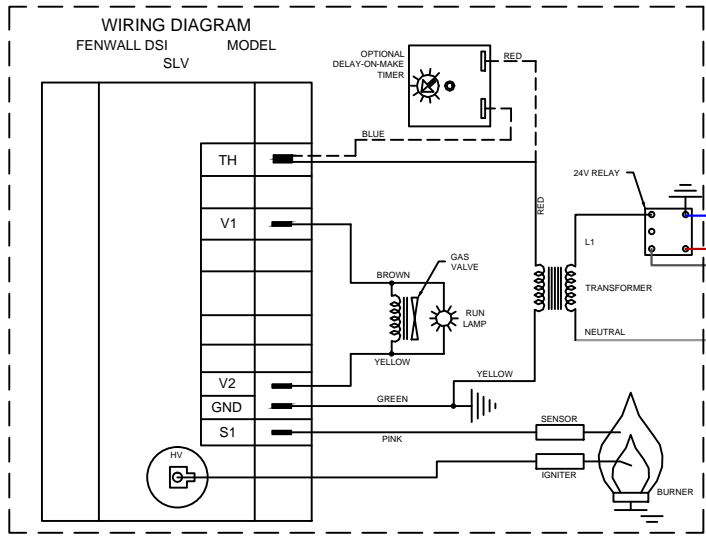 WIRING DIAGRAM
FENWALL DSI MODEL
SLV
OPTIONAL
DELAY-ON-MAKE
TIMER
RED
BLUE
TH
24V RELAY
RED
V1
L1
GAS
VALVE
BROWN
TRANSFORMER
RUN
LAMP
NEUTRAL
YELLOW
YELLOW
V2
GREEN
GND
SENSOR
S1
PINK
HV
IGNITER
BURNER